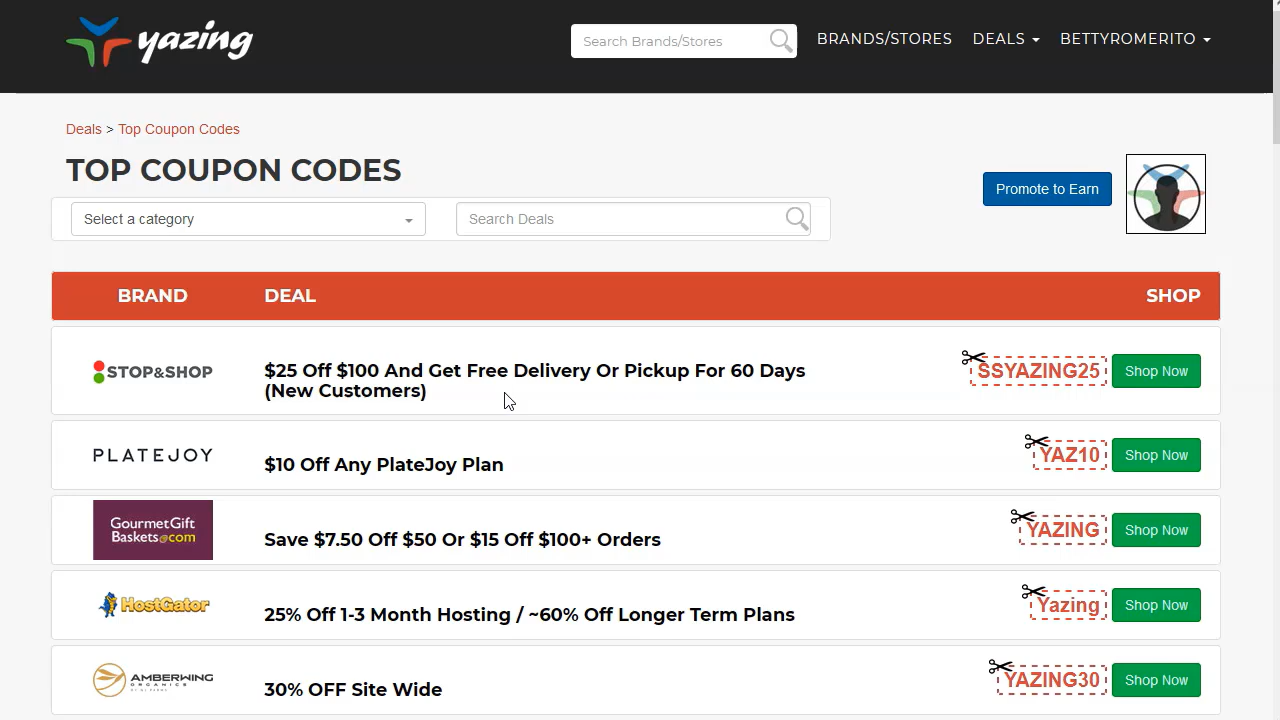 yazing
Search Brands/Stores
BRANDS/STORES
DEALS
BETTYROMERITO
Deals > Top Coupon Codes
TOP COUPON CODES
Select a category
Search Deals
Promote to Earn
BRAND DEAL SHOP
STOP&SHOP
$25 Off $100 And Get Free Delivery Or Pickup For 60 Days
(New Customers)
SSYAZING25
Shop Now
PLATEJOY
$10 Off Any PlateJoy Plan
YAZ10
Shop Now
GourmetGift
Baskets.com
Save $7.50 Off $50 Or $15 Off $100+ Orders
YAZING
Shop Now
HostGator
25% Off 1-3 Month Hosting / ~60% Off Longer Term Plans
Yazing
Shop Now
AMBERWING
ORGANICS
30% OFF Site Wide
YAZING30
Shop Now